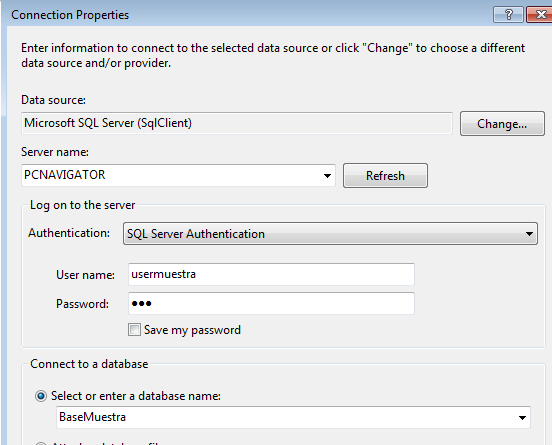 Connection Properties
Enter information to connect to the selected data source or click "Change" to choose a different
data source and/or provider.
Data source:
Microsoft SQL Server (SqlClient)
Change...
Server name:
PCNAVIGATOR
Refresh
Log on to the server
Authentication:
SQL Server Authentication
User name:
usermuestra
Password:
●●●
Save my password
Connect to a database
Select or enter a database name:
BaseMuestra